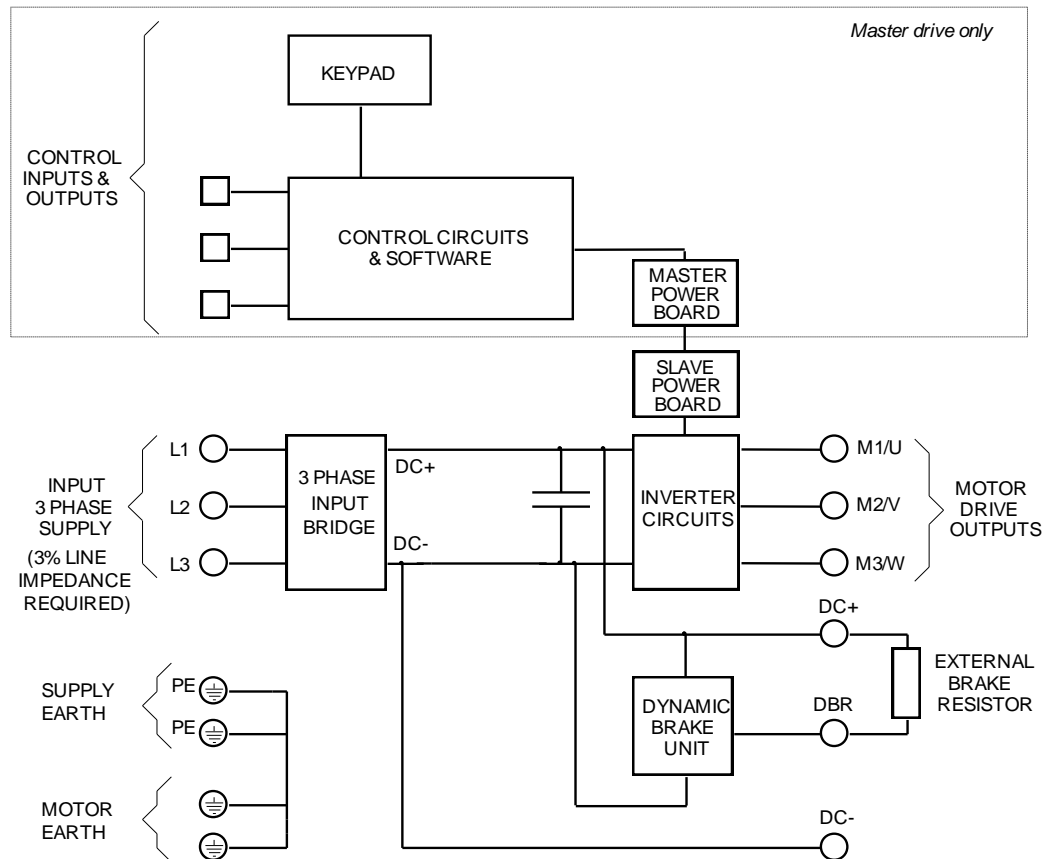 Master drive only
KEYPAD
CONTROL
INPUTS &
OUTPUTS
CONTROL CIRCUITS
& SOFTWARE
MASTER
POWER
BOARD
SLAVE
POWER
BOARD
INPUT
3 PHASE
SUPPLY
(3% LINE
IMPEDANCE
REQUIRED)
L1
L2
L3
3 PHASE
INPUT
BRIDGE
DC+
DC-
INVERTER
CIRCUITS
M1/U
M2/V
M3/W
MOTOR
DRIVE
OUTPUTS
DC+
EXTERNAL
BRAKE
RESISTOR
DYNAMIC
BRAKE
UNIT
DBR
SUPPLY
EARTH
PE
PE
MOTOR
EARTH
DC-